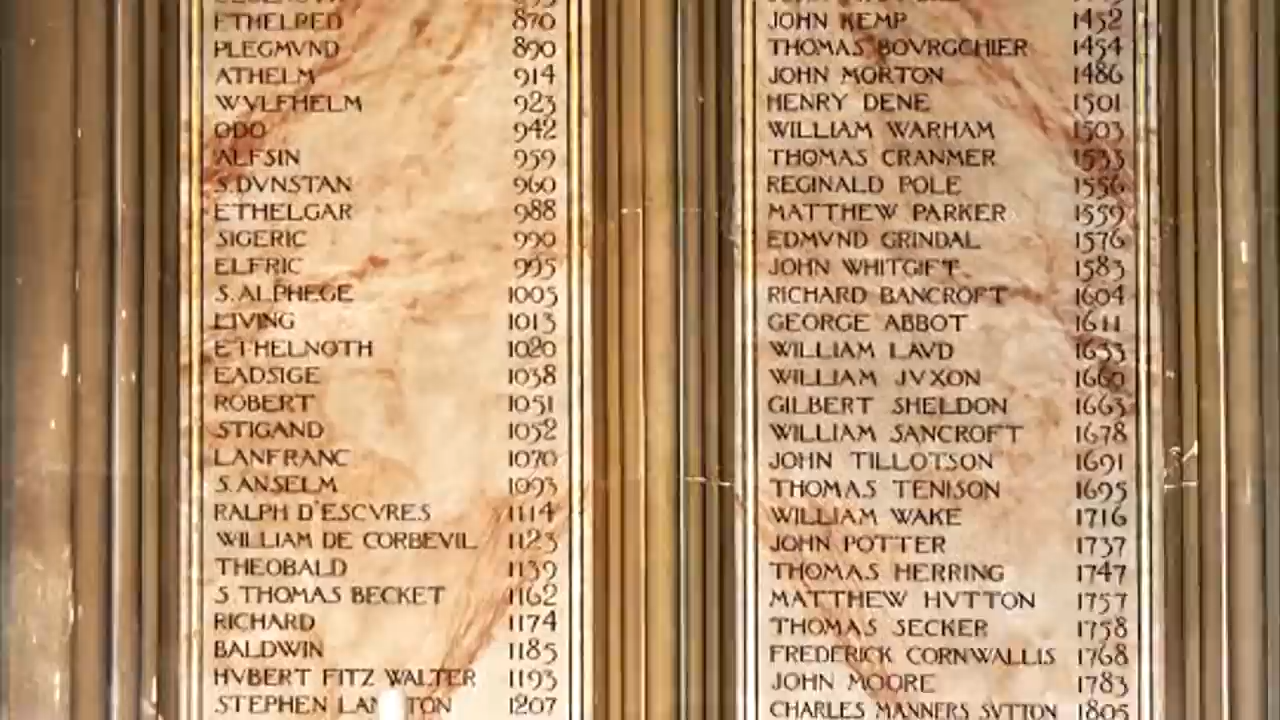 ETHELRED 870
PLEGMVND 890
ATHELM 914
WVLFHELM 923
ODO 942
ALFSIN 959
S. DVNSTAN 960
ETHELGAR 988
SIGERIC 990
ELFRIC 995
S. ALPHEGE 1005
LIVING 1013
ETHELNOTH 1020
EADSIGE 1038
ROBERT 1051
STIGAND 1052
LANFRANC 1070
S. ANSELM 1093
RALPH D'ESCVRES 1114
WILLIAM DE CORBEVIL 1123
THEOBALD 1139
S. THOMAS BECKET 1162
RICHARD 1174
BALDWIN 1185
HVBERT FITZ WALTER 1193
STEPHEN LAN TON 1207
JOHN KEMP 1452
THOMAS BOVRGCHIER 1454
JOHN MORTON 1486
HENRY DENE 1501
WILLIAM WARHAM 1503
THOMAS CRANMER 1533
REGINALD POLE 1556
MATTHEW PARKER 1559
EDMVND GRINDAL 1576
JOHN WHITGIFT 1583
RICHARD BANCROFT 1604
GEORGE ABBOT 1611
WILLIAM LAVD 1633
WILLIAM JVXON 1660
GILBERT SHELDON 1663
WILLIAM SANCROFT 1678
JOHN TILLOTSON 1691
THOMAS TENISON 1695
WILLIAM WAKE 1716
JOHN POTTER 1737
THOMAS HERRING 1747
MATTHEW HVTTON 1757
THOMAS SECKER 1758
FREDERICK CORNWALLIS 1768
JOHN MOORE 1783
CHARLES MANNERS SVTTON 1805